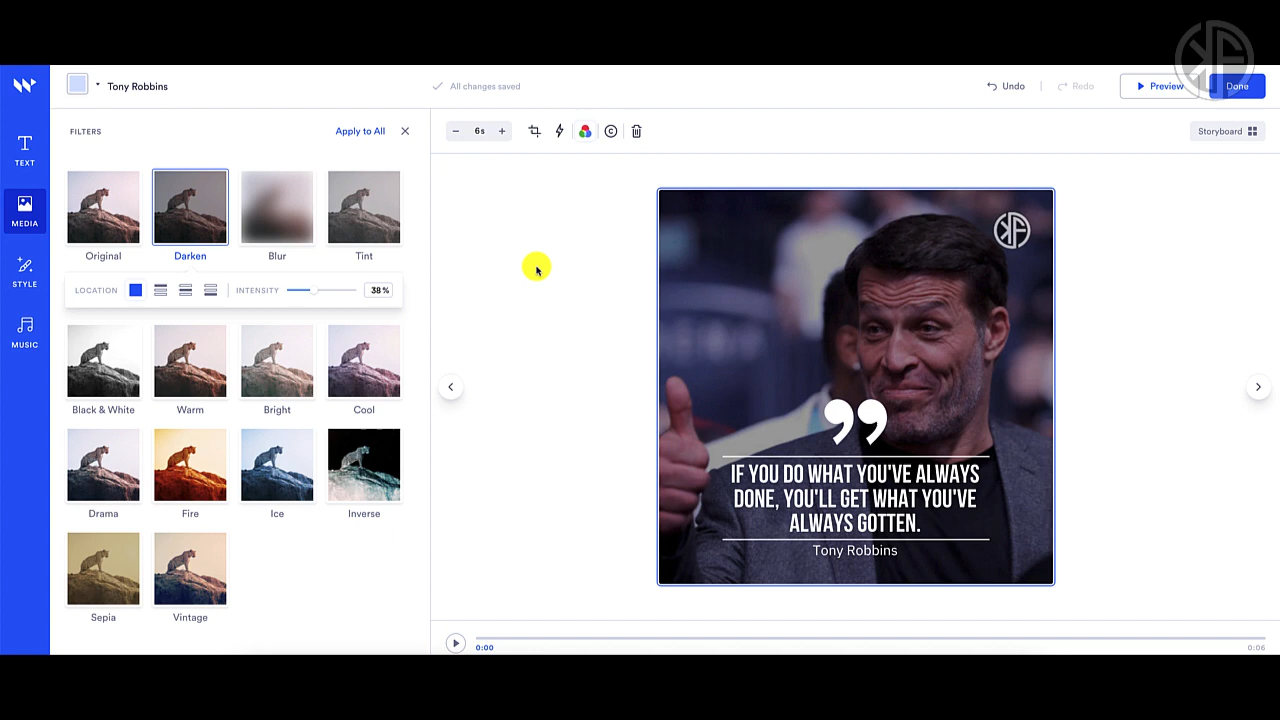 Tony Robbins
All changes saved
Undo
Redo
Preview
Done
TEXT
MEDIA
STYLE
MUSIC
FILTERS
Apply to All
6s
Storyboard
Original
Darken
Blur
Tint
LOCATION
INTENSITY
38%
Black & White
Warm
Bright
Cool
Drama
Fire
Ice
Inverse
Sepia
Vintage
KF
KF
”
IF YOU DO WHAT YOU'VE ALWAYS
DONE, YOU'LL GET WHAT YOU'VE
ALWAYS GOTTEN.
Tony Robbins
0:00
0:06